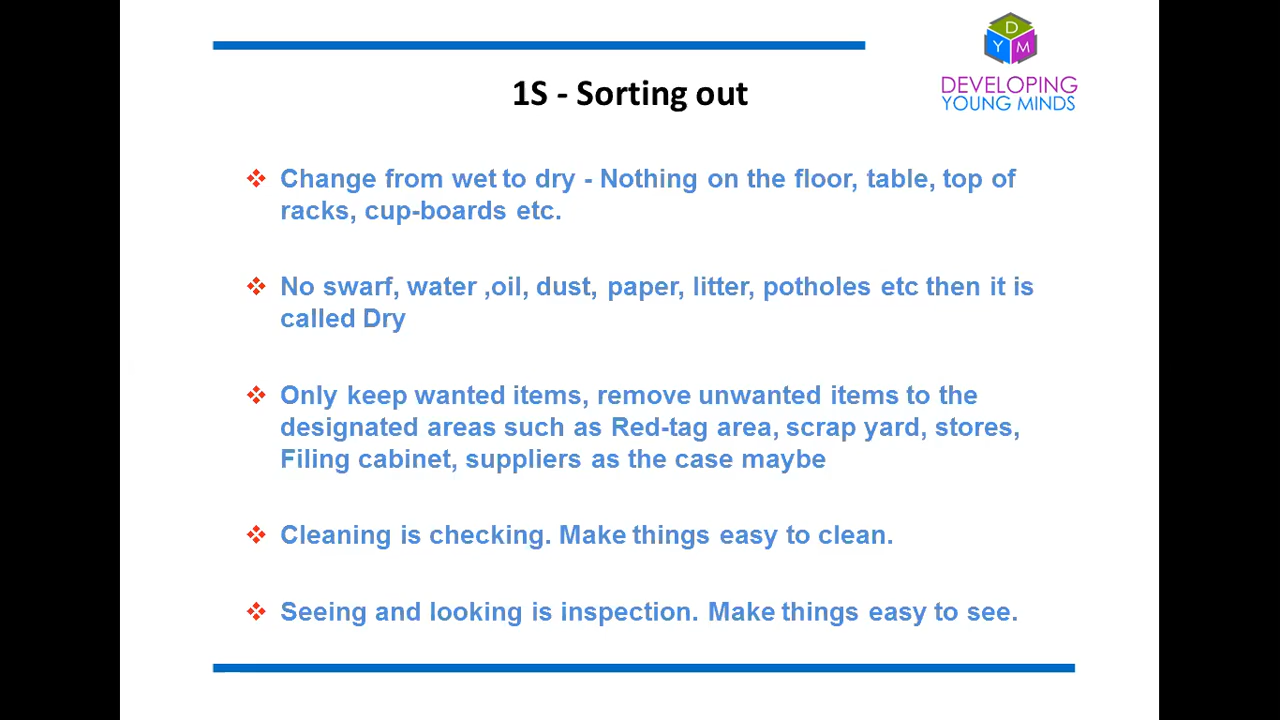 D
Y M
DEVELOPING
YOUNG MINDS
1S - Sorting out
Change from wet to dry - Nothing on the floor, table, top of
racks, cup-boards etc.
No swarf, water ,oil, dust, paper, litter, potholes etc then it is
called Dry
Only keep wanted items, remove unwanted items to the
designated areas such as Red-tag area, scrap yard, stores,
Filing cabinet, suppliers as the case maybe
Cleaning is checking. Make things easy to clean.
Seeing and looking is inspection. Make things easy to see.